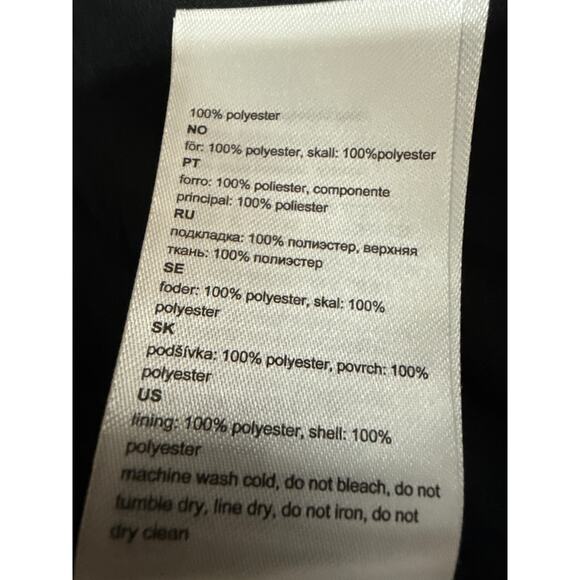 100% polyester
NO
fôr: 100% polyester, skall: 100%polyester
PT
forro: 100% poliester, componente
principal: 100% poliester
RU
подкладка: 100% полиэстер, верхняя
ткань: 100% полиэстер
SE
foder: 100% polyester, skal: 100%
polyester
SK
podšívka: 100% polyester, povrch: 100%
polyester
US
lining: 100% polyester, shell: 100%
polyester
machine wash cold, do not bleach, do not
tumble dry, line dry, do not iron, do not
dry clean